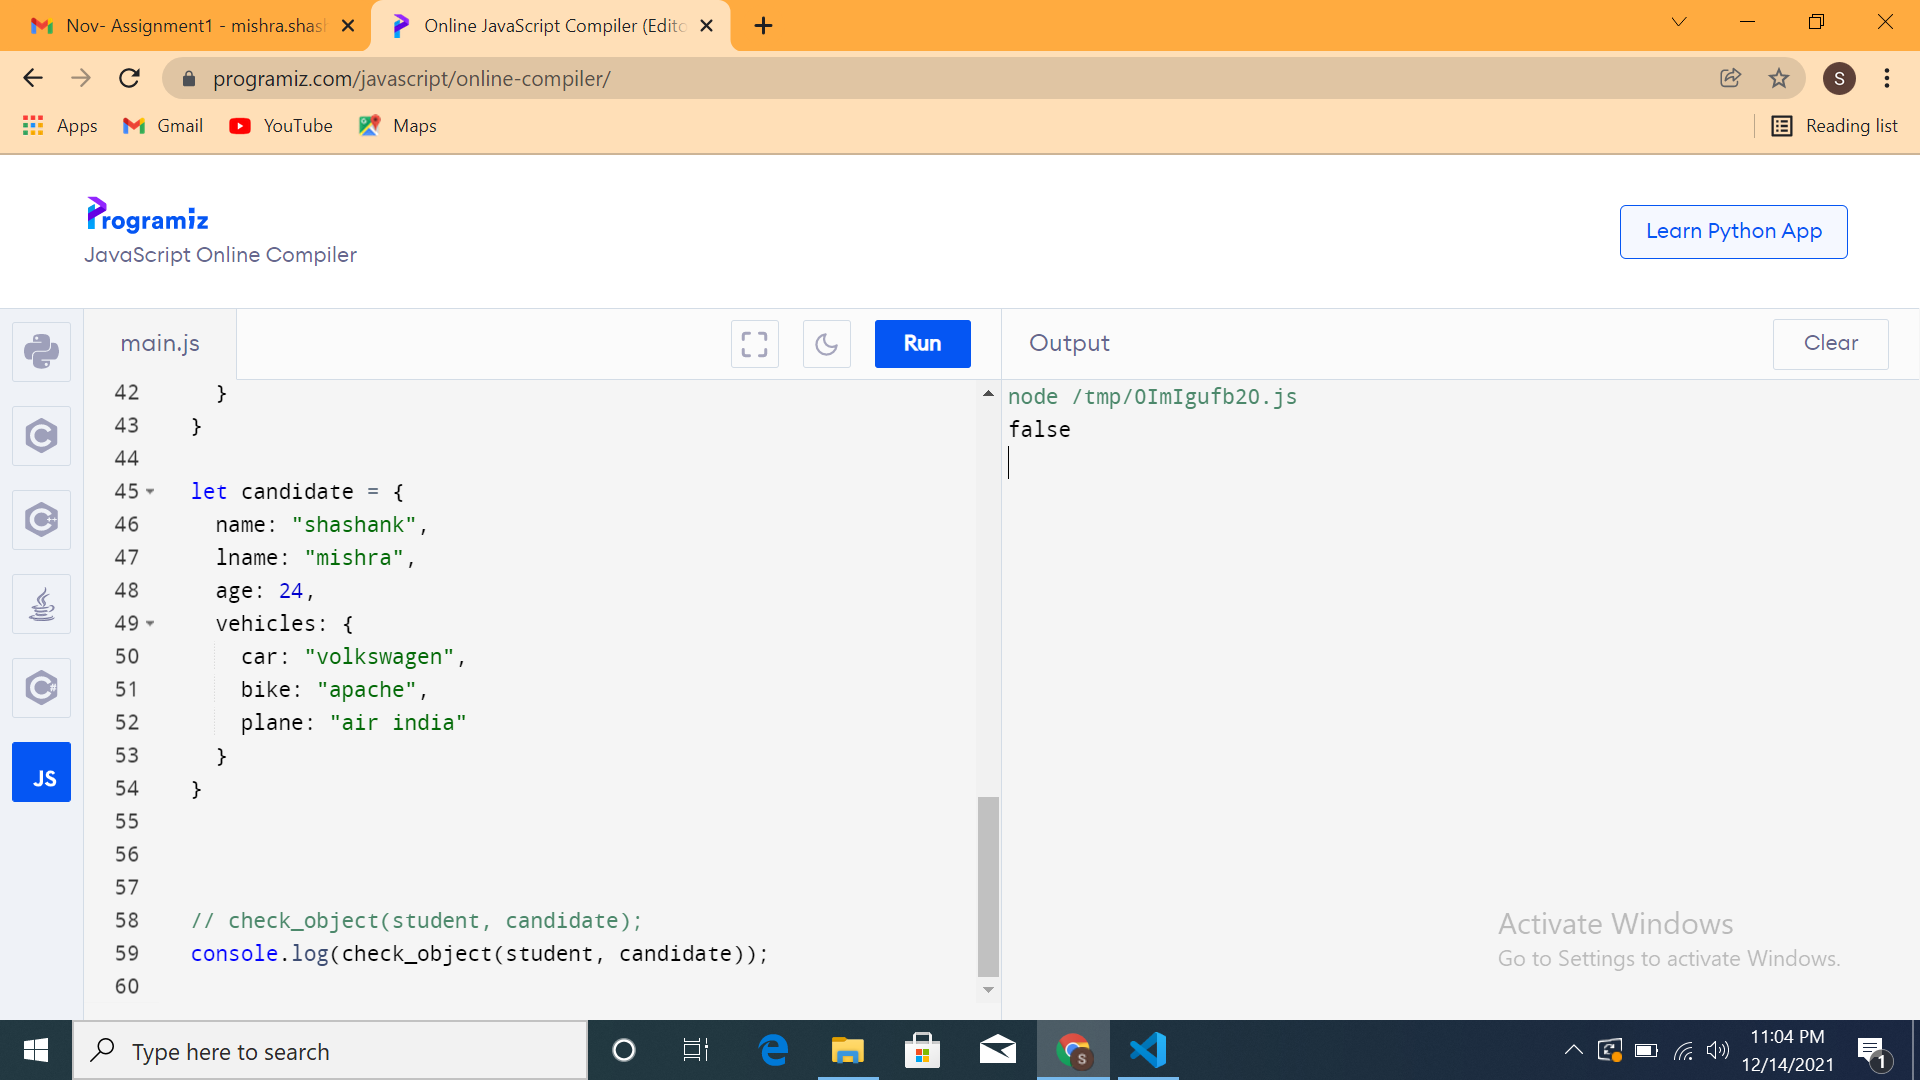 Nov- Assignment1 - mishra.shash
Online JavaScript Compiler (Edito
programiz.com/javascript/online-compiler/
S
Apps
Gmail
YouTube
Maps
Reading list
Programiz
JavaScript Online Compiler
Learn Python App
main.js
Run
Output
Clear
42 }
43 }
44
45 let candidate = {
46 name: "shashank",
47 lname: "mishra",
48 age: 24,
49 vehicles: {
50 car: "volkswagen",
51 bike: "apache",
52 plane: "air india"
53 }
54 }
55
56
57
58 // check_object(student, candidate);
59 console.log(check_object(student, candidate));
60
node /tmp/0ImIgufb20.js
false
JS
Activate Windows
Go to Settings to activate Windows.
Type here to search
S
11:04 PM
12/14/2021
1